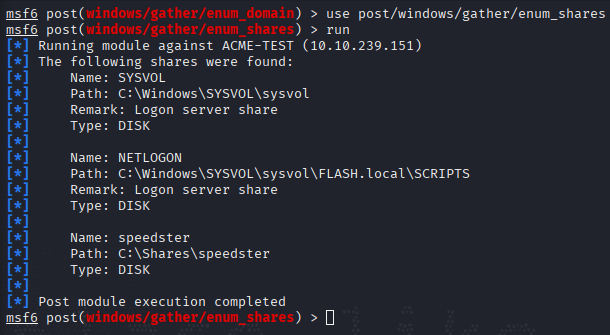 msf6 post(windows/gather/enum_domain) > use post/windows/gather/enum_shares
msf6 post(windows/gather/enum_shares) > run
[*] Running module against ACME-TEST (10.10.239.151)
[*] The following shares were found:
[*]     Name: SYSVOL
[*]     Path: C:\Windows\SYSVOL\sysvol
[*]     Remark: Logon server share
[*]     Type: DISK
[*]
[*]     Name: NETLOGON
[*]     Path: C:\Windows\SYSVOL\sysvol\FLASH.local\SCRIPTS
[*]     Remark: Logon server share
[*]     Type: DISK
[*]
[*]     Name: speedster
[*]     Path: C:\Shares\speedster
[*]     Type: DISK
[*]
[*] Post module execution completed
msf6 post(windows/gather/enum_shares) >